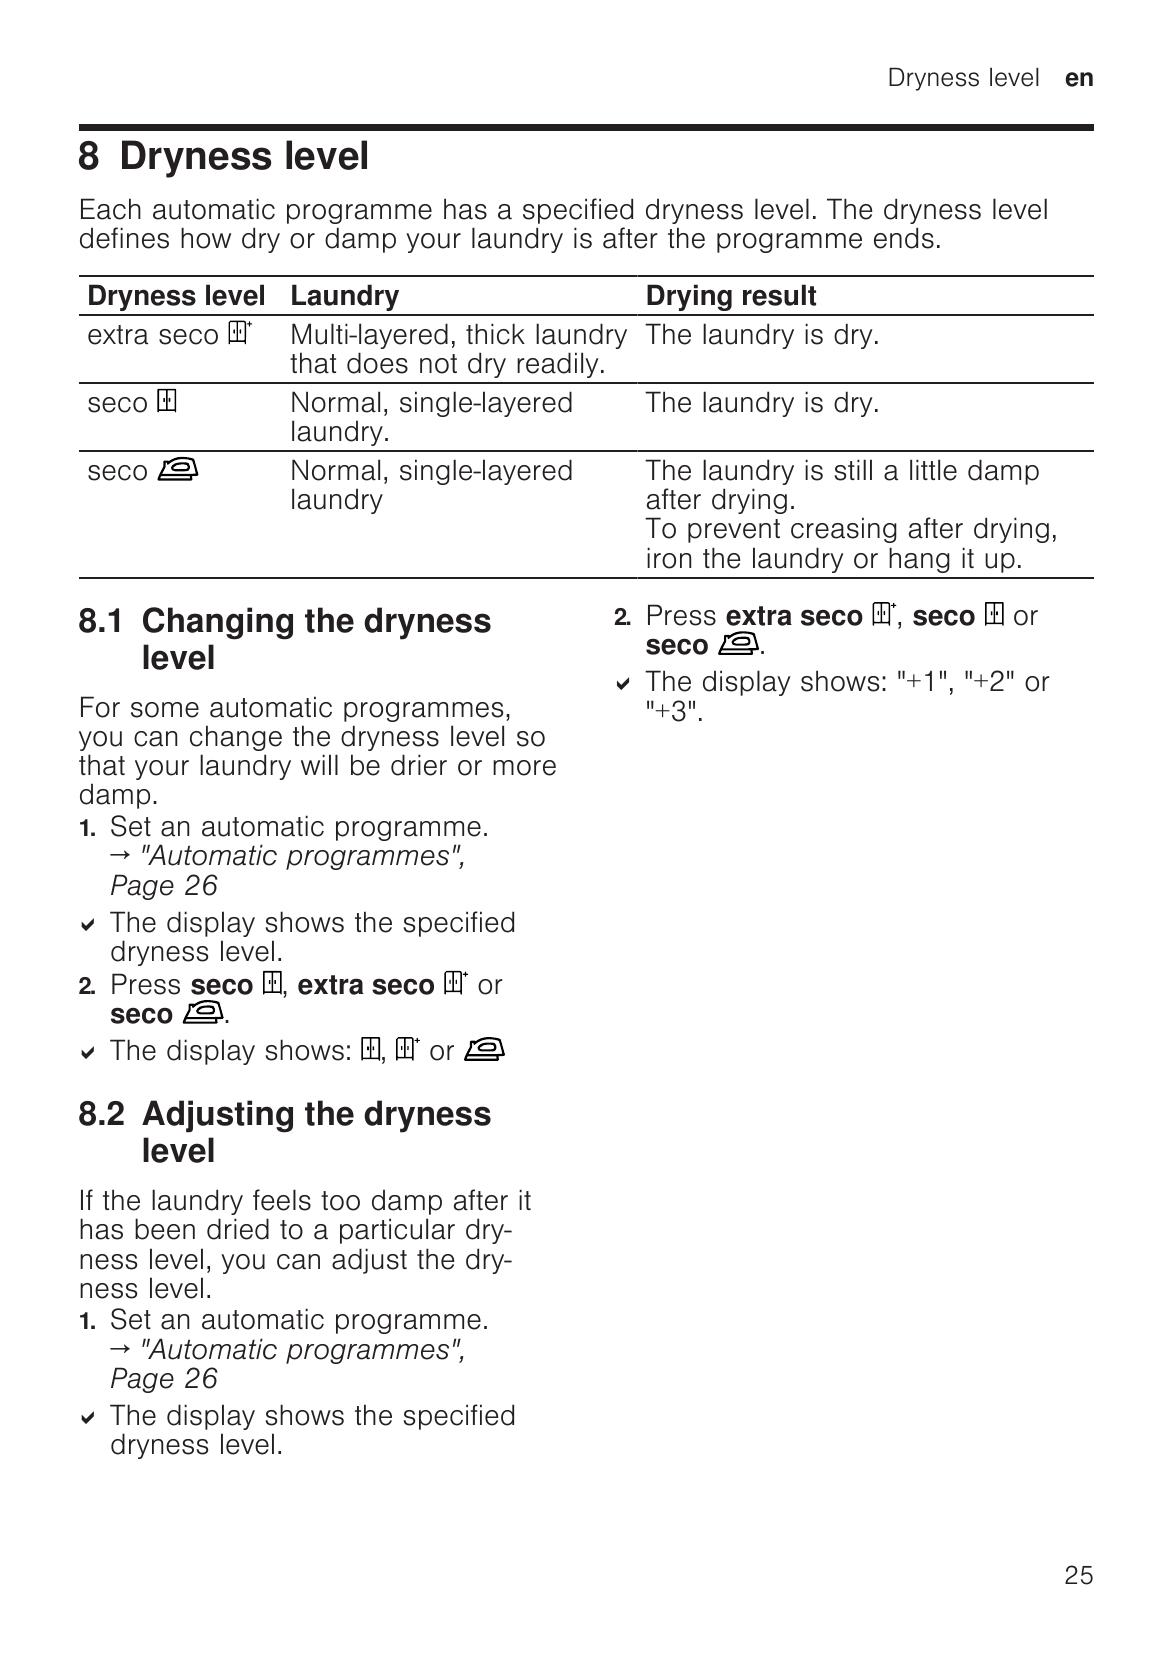 Dryness level en
8 Dryness level
Each automatic programme has a specified dryness level. The dryness level
defines how dry or damp your laundry is after the programme ends.
Dryness level Laundry Drying result
extra seco Multi-layered, thick laundry The laundry is dry.
that does not dry readily.
seco Normal, single-layered The laundry is dry.
laundry.
seco Normal, single-layered The laundry is still a little damp
laundry after drying.
To prevent creasing after drying,
iron the laundry or hang it up.
8.1 Changing the dryness
level
For some automatic programmes,
you can change the dryness level so
that your laundry will be drier or more
damp.
1. Set an automatic programme.
→ "Automatic programmes",
Page 26
The display shows the specified
dryness level.
2. Press seco , extra seco or
seco .
The display shows: , or
8.2 Adjusting the dryness
level
If the laundry feels too damp after it
has been dried to a particular dry-
ness level, you can adjust the dry-
ness level.
1. Set an automatic programme.
→ "Automatic programmes",
Page 26
The display shows the specified
dryness level.
2. Press extra seco , seco or
seco .
The display shows: "+1", "+2" or
"+3".
25